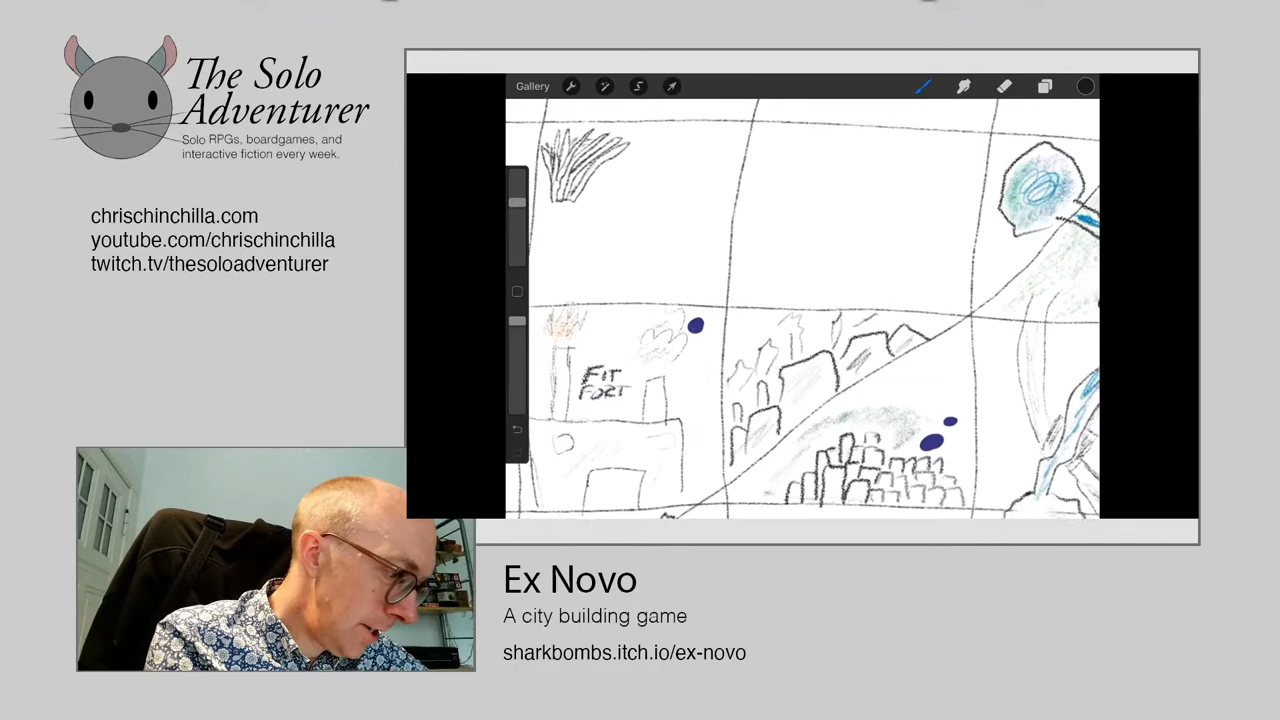 The Solo
Adventurer
Solo RPGs, boardgames, and
interactive fiction every week.
chrischinchilla.com
youtube.com/chrischinchilla
twitch.tv/thesoloadventurer
Gallery
FIT
FORT
Ex Novo
A city building game
sharkbombs.itch.io/ex-novo